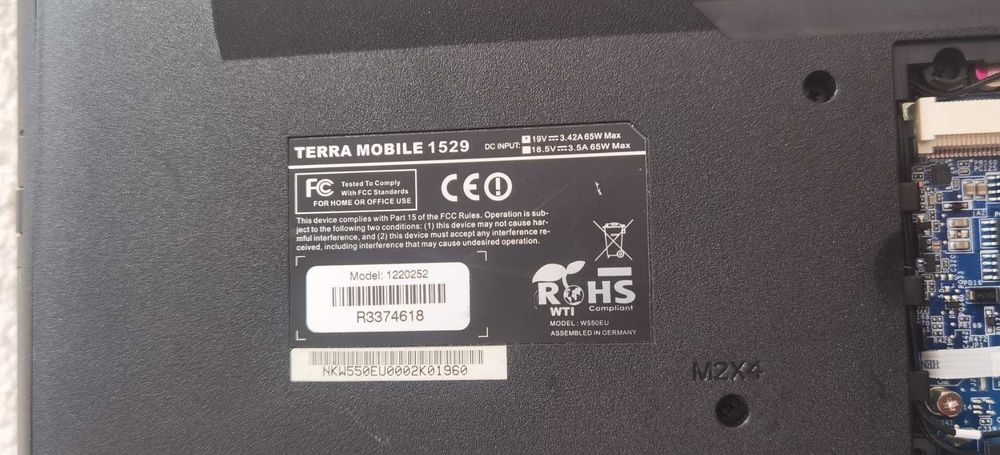 TERRA MOBILE 1529
DC INPUT: 19V 3.42A 65W Max
18.5V 3.5A 65W Max
FC Tested To Comply
With FCC Standards
FOR HOME OR OFFICE USE
CE
This device complies with Part 15 of the FCC Rules. Operation is sub-
ject to the following two conditions: (1) this device may not cause har-
mful interference, and (2) this device must accept any interference re-
ceived, including interference that may cause undesired operation.
Model: 1220252
R3374618
RoHS
Compliant
WTI
MODEL: W550EU
ASSEMBLED IN GERMANY
NKW550EU0002K01960
M2X4
PR160
PC125
PR169